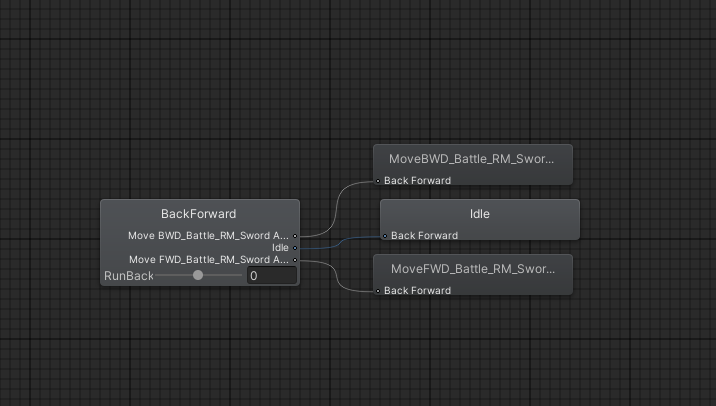 MoveBWD_Battle_RM_Swor...
Back Forward
BackForward
Move BWD_Battle_RM_Sword A...
Idle
Move FWD_Battle_RM_Sword A...
RunBack
0
Idle
Back Forward
MoveFWD_Battle_RM_Swor...
Back Forward